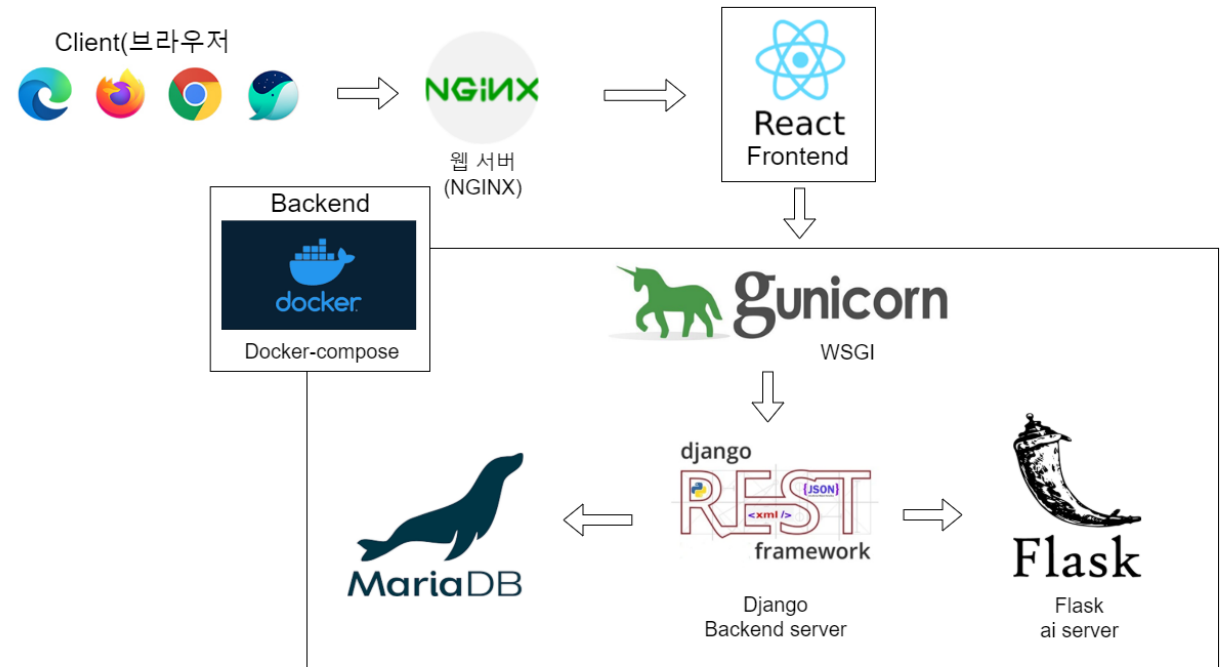 Client(브라우저
NGiNX
웹 서버
(NGINX)
React
Frontend
Backend
docker
Docker-compose
gunicorn
WSGI
django
REST
{JSON}
<xml />
framework
MariaDB
Django
Backend server
Flask
Flask
ai server